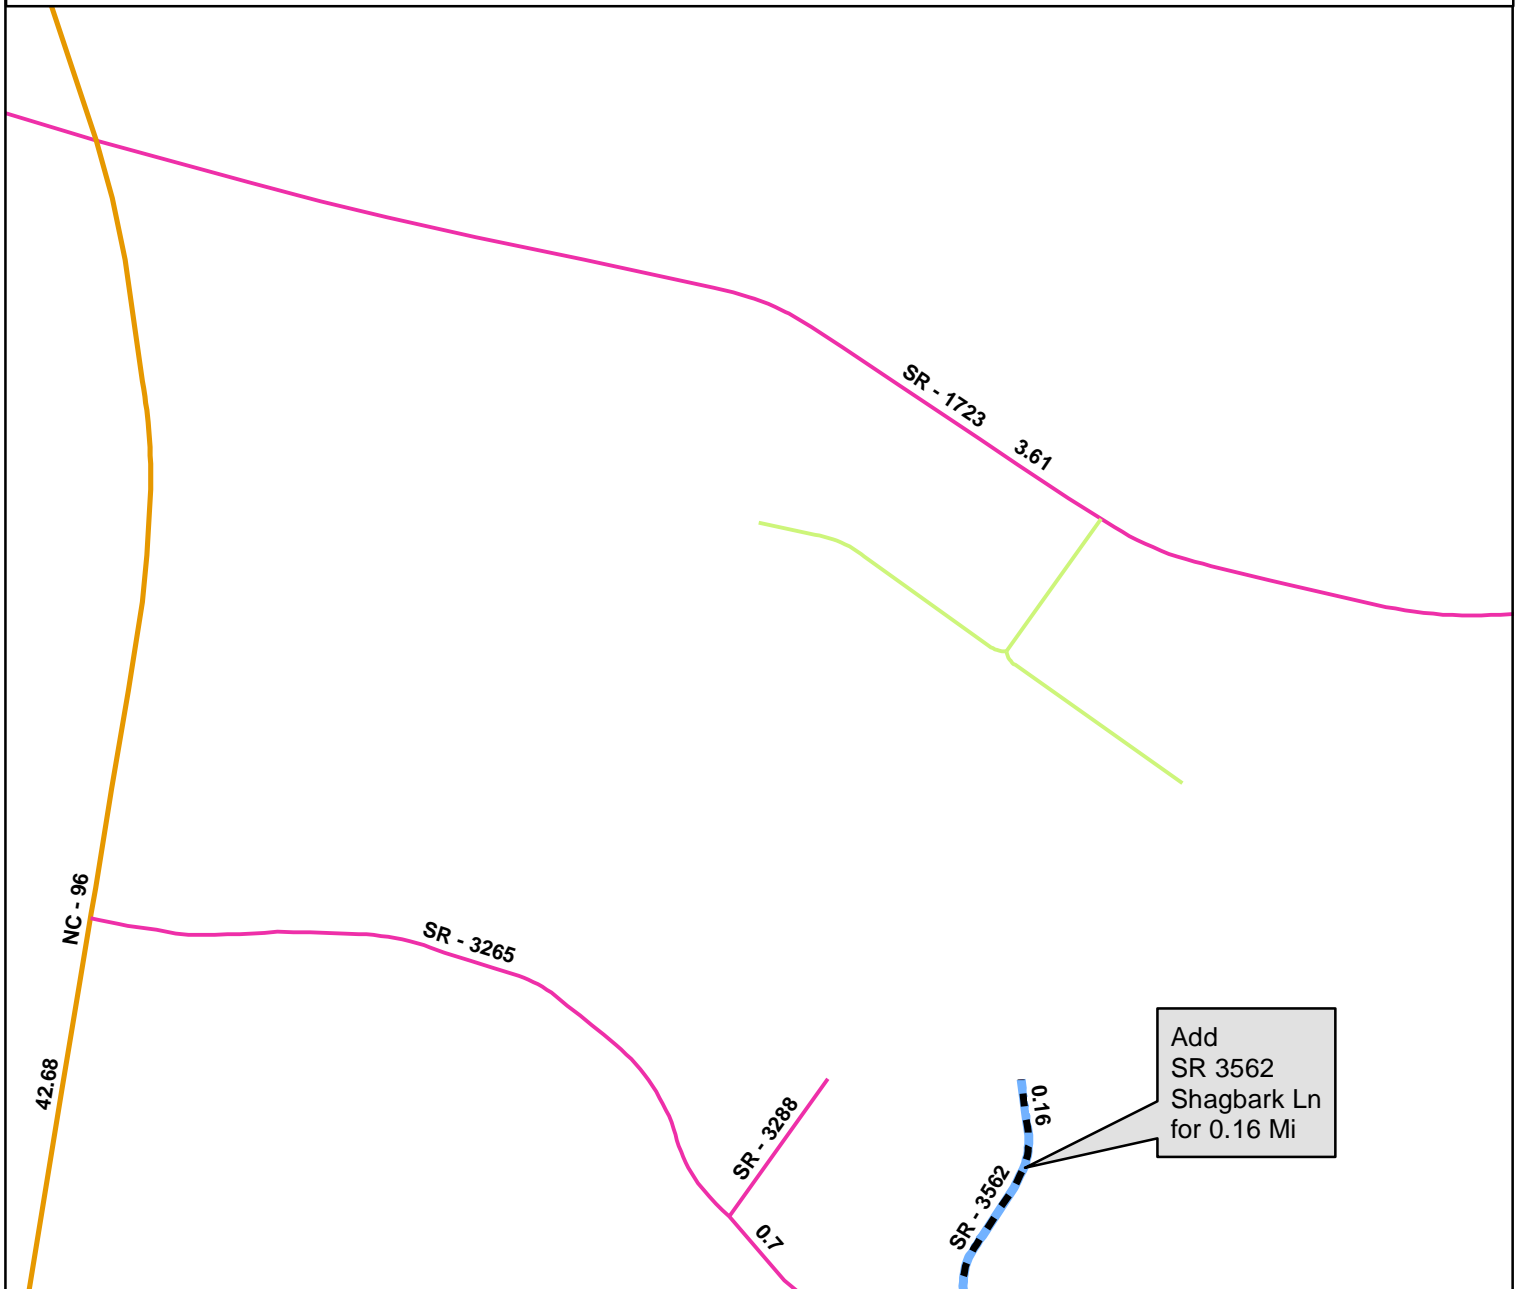 SR - 1723
3.61
NC - 96
SR - 3265
42.68
Add
SR 3562
Shagbark Ln
for 0.16 Mi
0.16
SR - 3288
SR - 3562
0.7